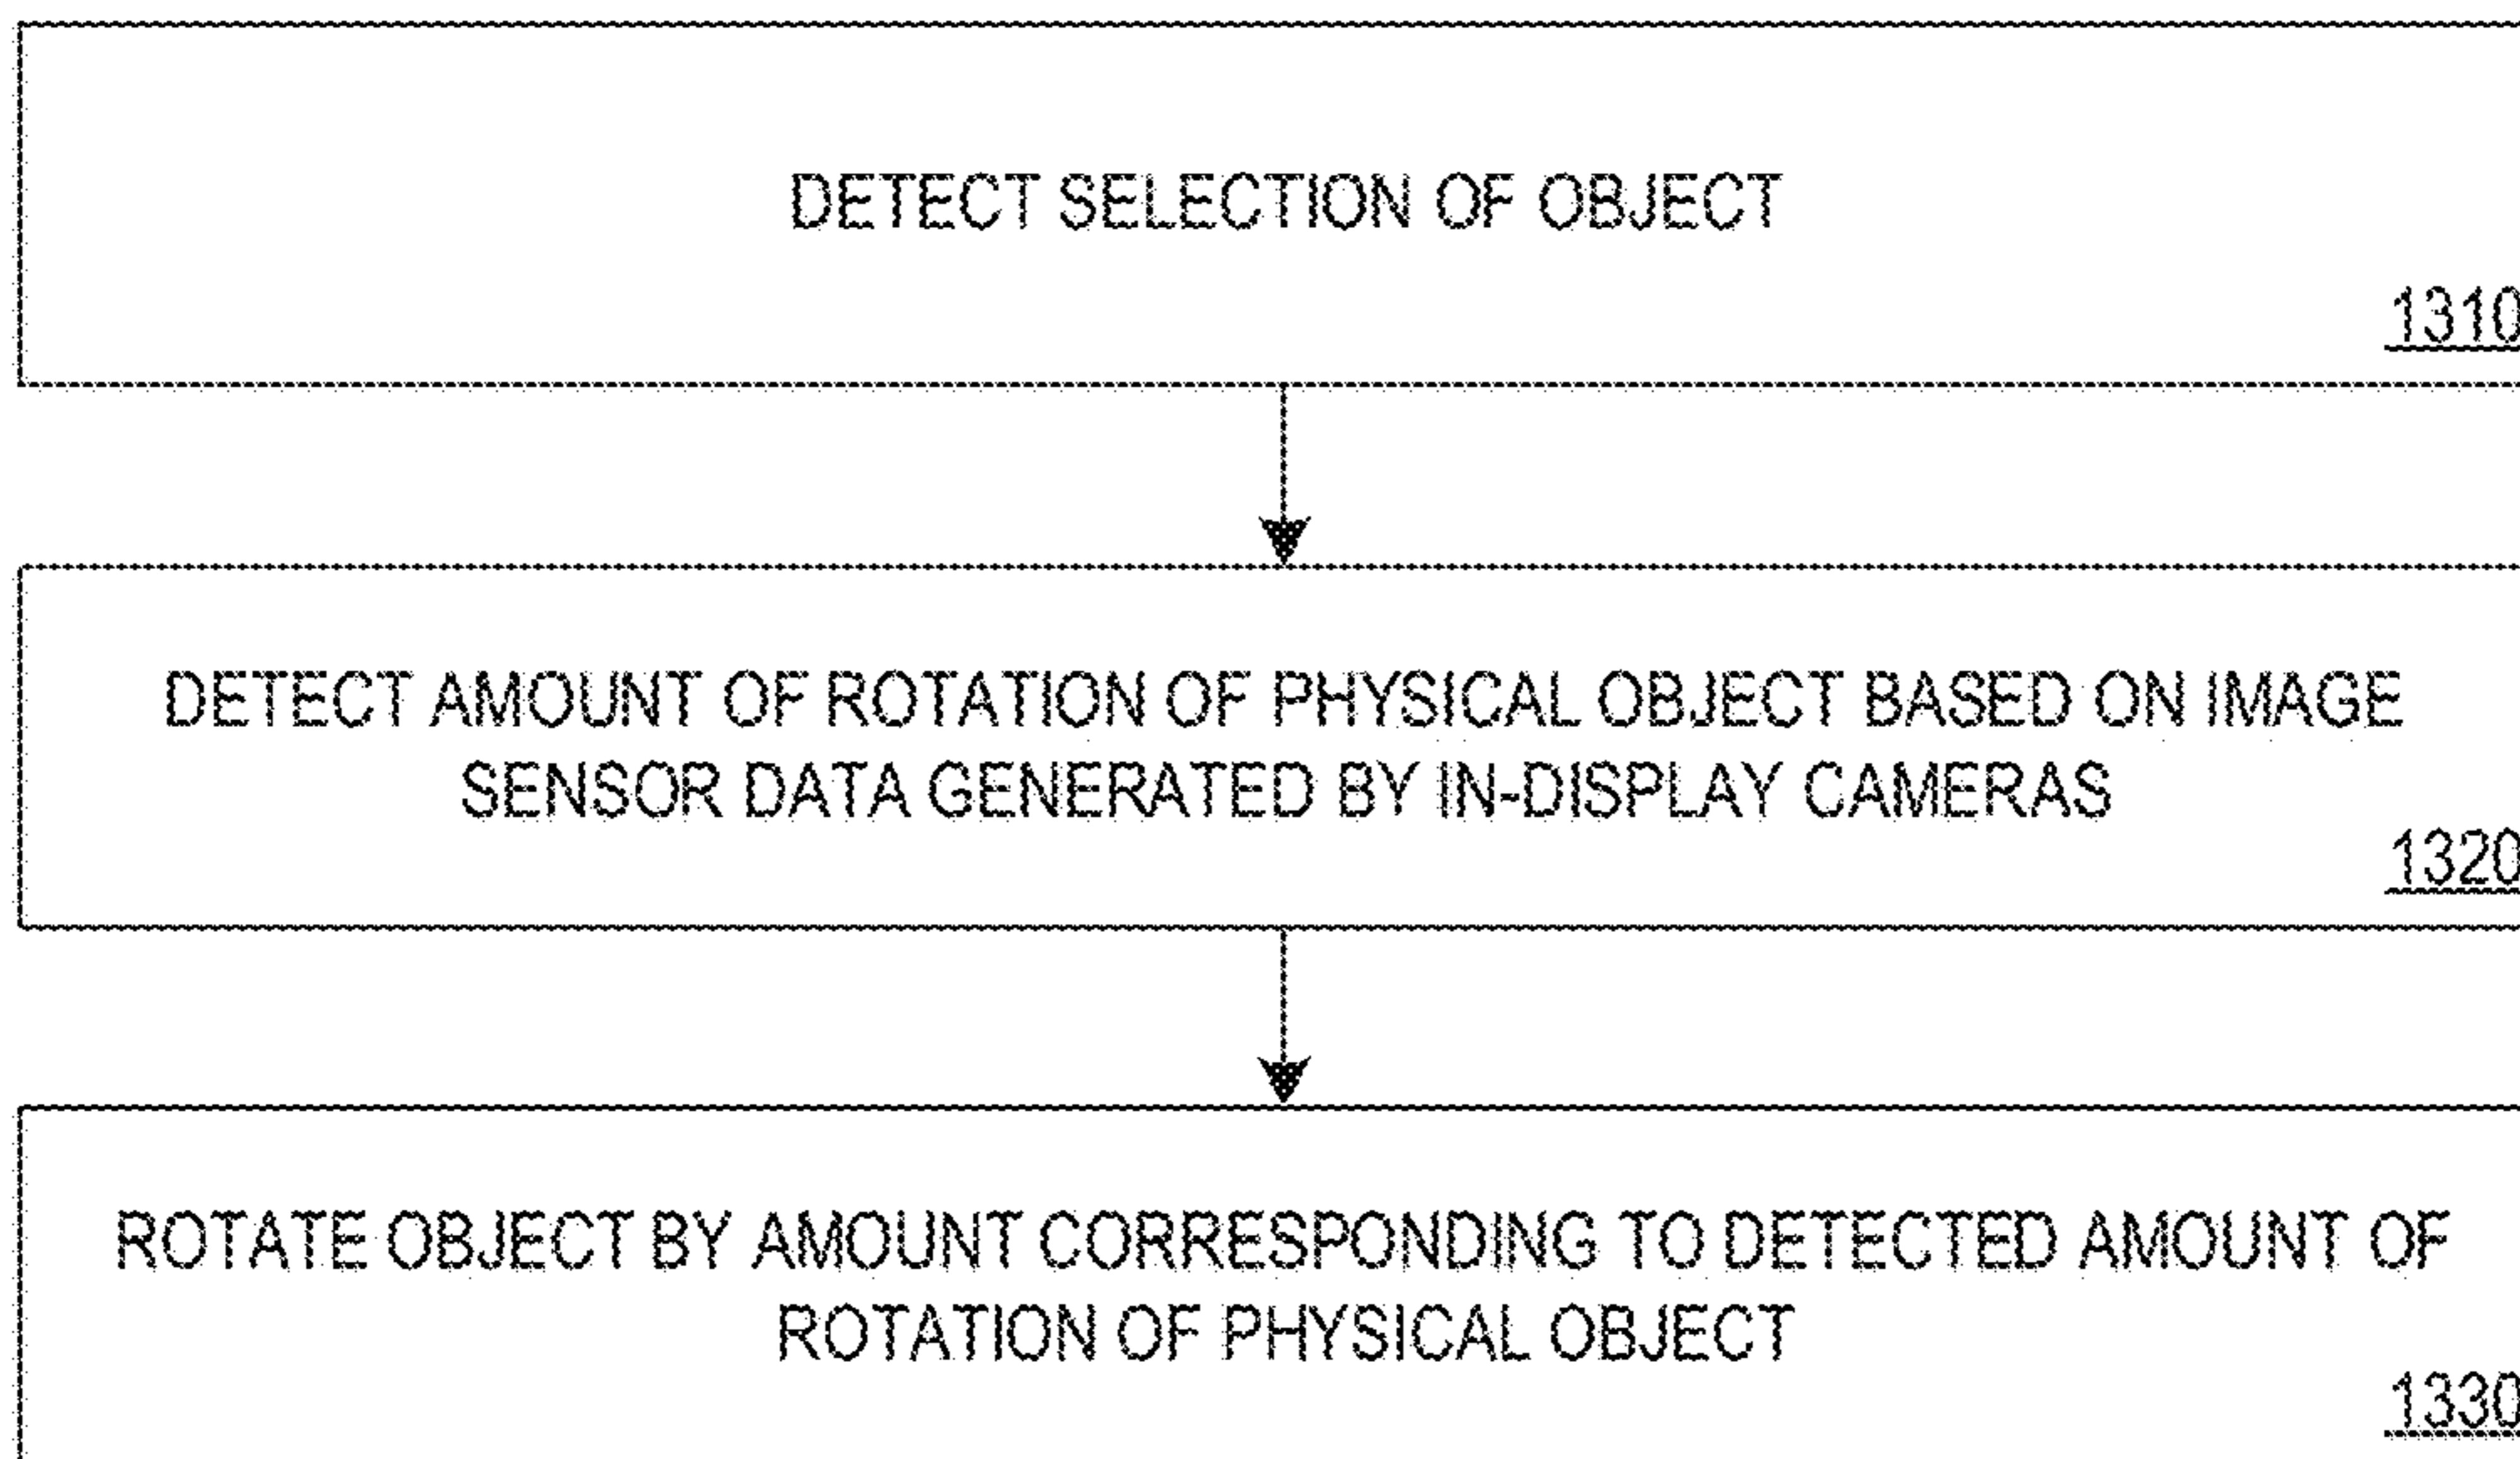 DETECT SELECTION OF OBJECT
1310
DETECT AMOUNT OF ROTATION OF PHYSICAL OBJECT BASED ON IMAGE
SENSOR DATA GENERATED BY IN-DISPLAY CAMERAS
1320
ROTATE OBJECT BY AMOUNT CORRESPONDING TO DETECTED AMOUNT OF
ROTATION OF PHYSICAL OBJECT
1330